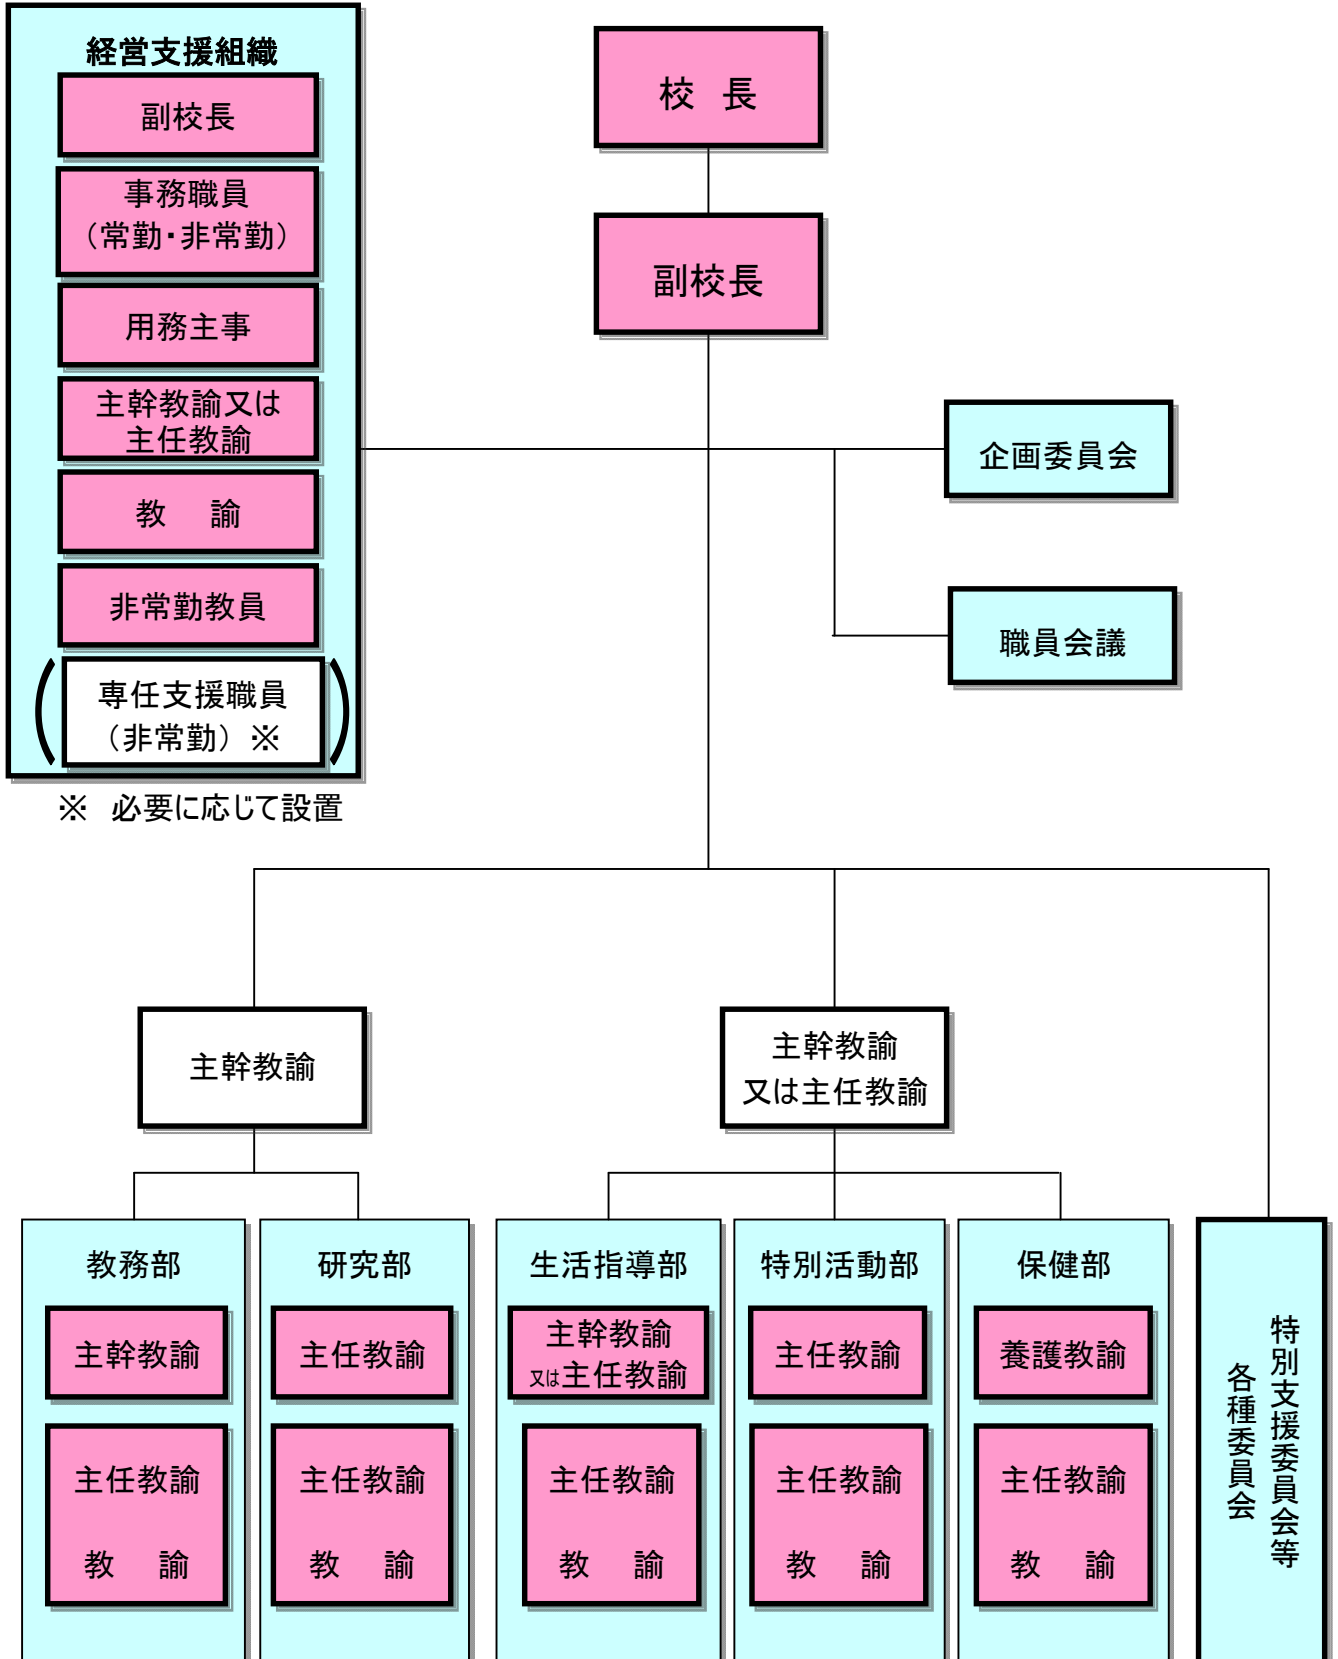 経営支援組織
副校長
事務職員
（常勤・非常勤）
用務主事
主幹教諭又は
主任教諭
教　諭
非常勤教員
専任支援職員
（非常勤）※
※　必要に応じて設置
校　長
副校長
企画委員会
職員会議
主幹教諭
主幹教諭
又は主任教諭
教務部
主幹教諭
主任教諭
教　諭
研究部
主任教諭
主任教諭
教　諭
生活指導部
主幹教諭
又は主任教諭
主任教諭
教　諭
特別活動部
主任教諭
主任教諭
教　諭
保健部
養護教諭
主任教諭
教　諭
特別支援委員会等
各種委員会